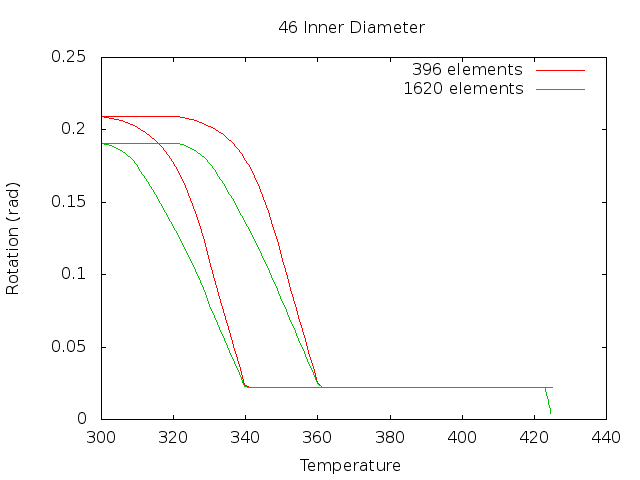 46 Inner Diameter
0.25
396 elements
1620 elements
0.2
0.15
Rotation (rad)
0.1
0.05
0
300 320 340 360 380 400 420 440
Temperature